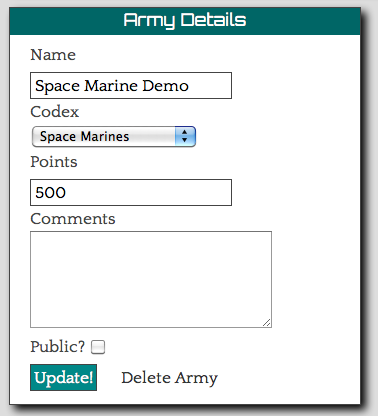 Army Details
Name
Space Marine Demo
Codex
Space Marines
Points
500
Comments
Public?
Update! Delete Army